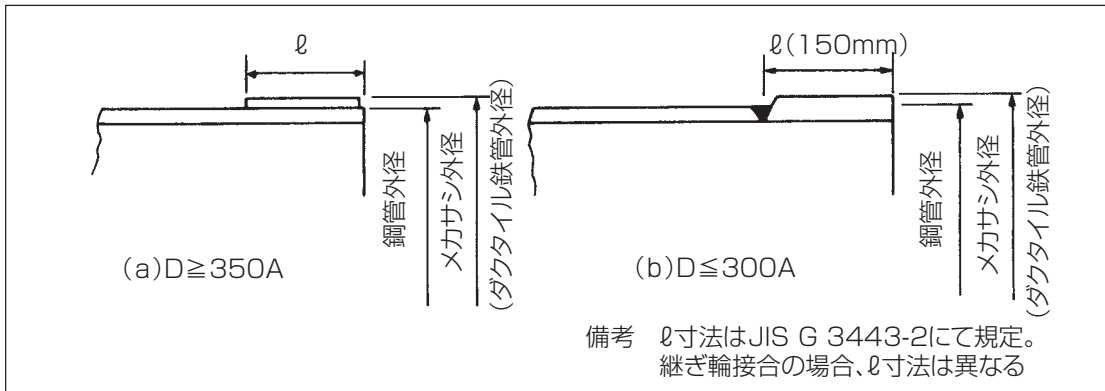 ℓ
ℓ(150mm)
鋼管外径
メカサシ外径
(ダクタイル鉄管外径)
鋼管外径
メカサシ外径
(ダクタイル鉄管外径)
(a)D≧350A
(b)D≦300A
備考 ℓ寸法はJIS G 3443-2にて規定。
継ぎ輪接合の場合、ℓ寸法は異なる